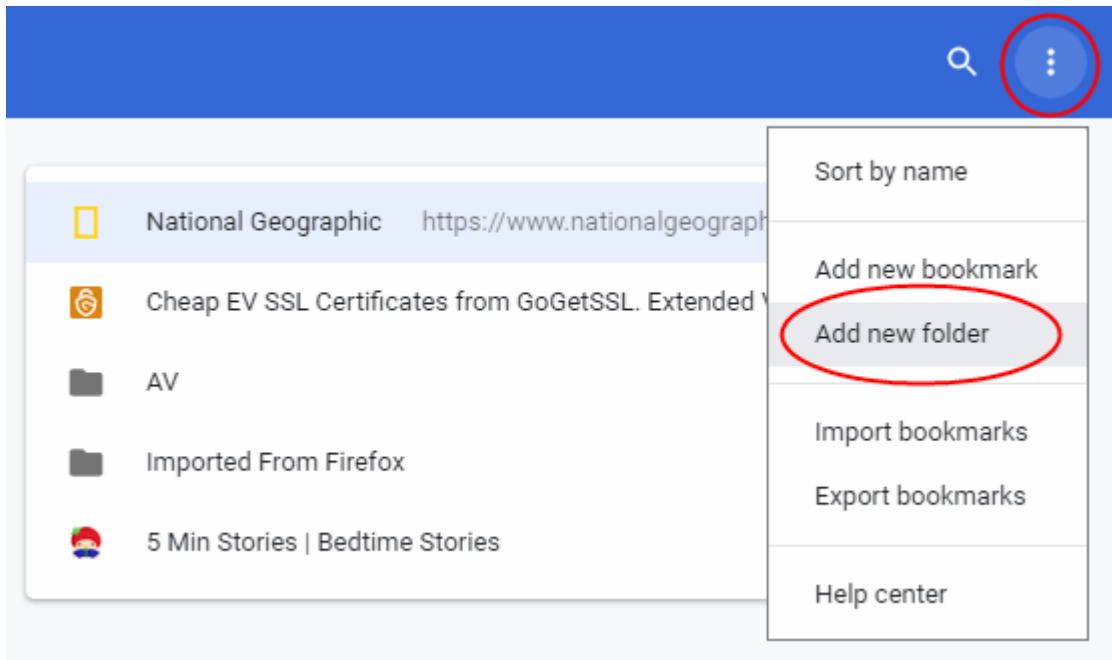 National Geographic https://www.nationalgeograph
Cheap EV SSL Certificates from GoGetSSL. Extended
AV
Imported From Firefox
5 Min Stories | Bedtime Stories
Sort by name
Add new bookmark
Add new folder
Import bookmarks
Export bookmarks
Help center